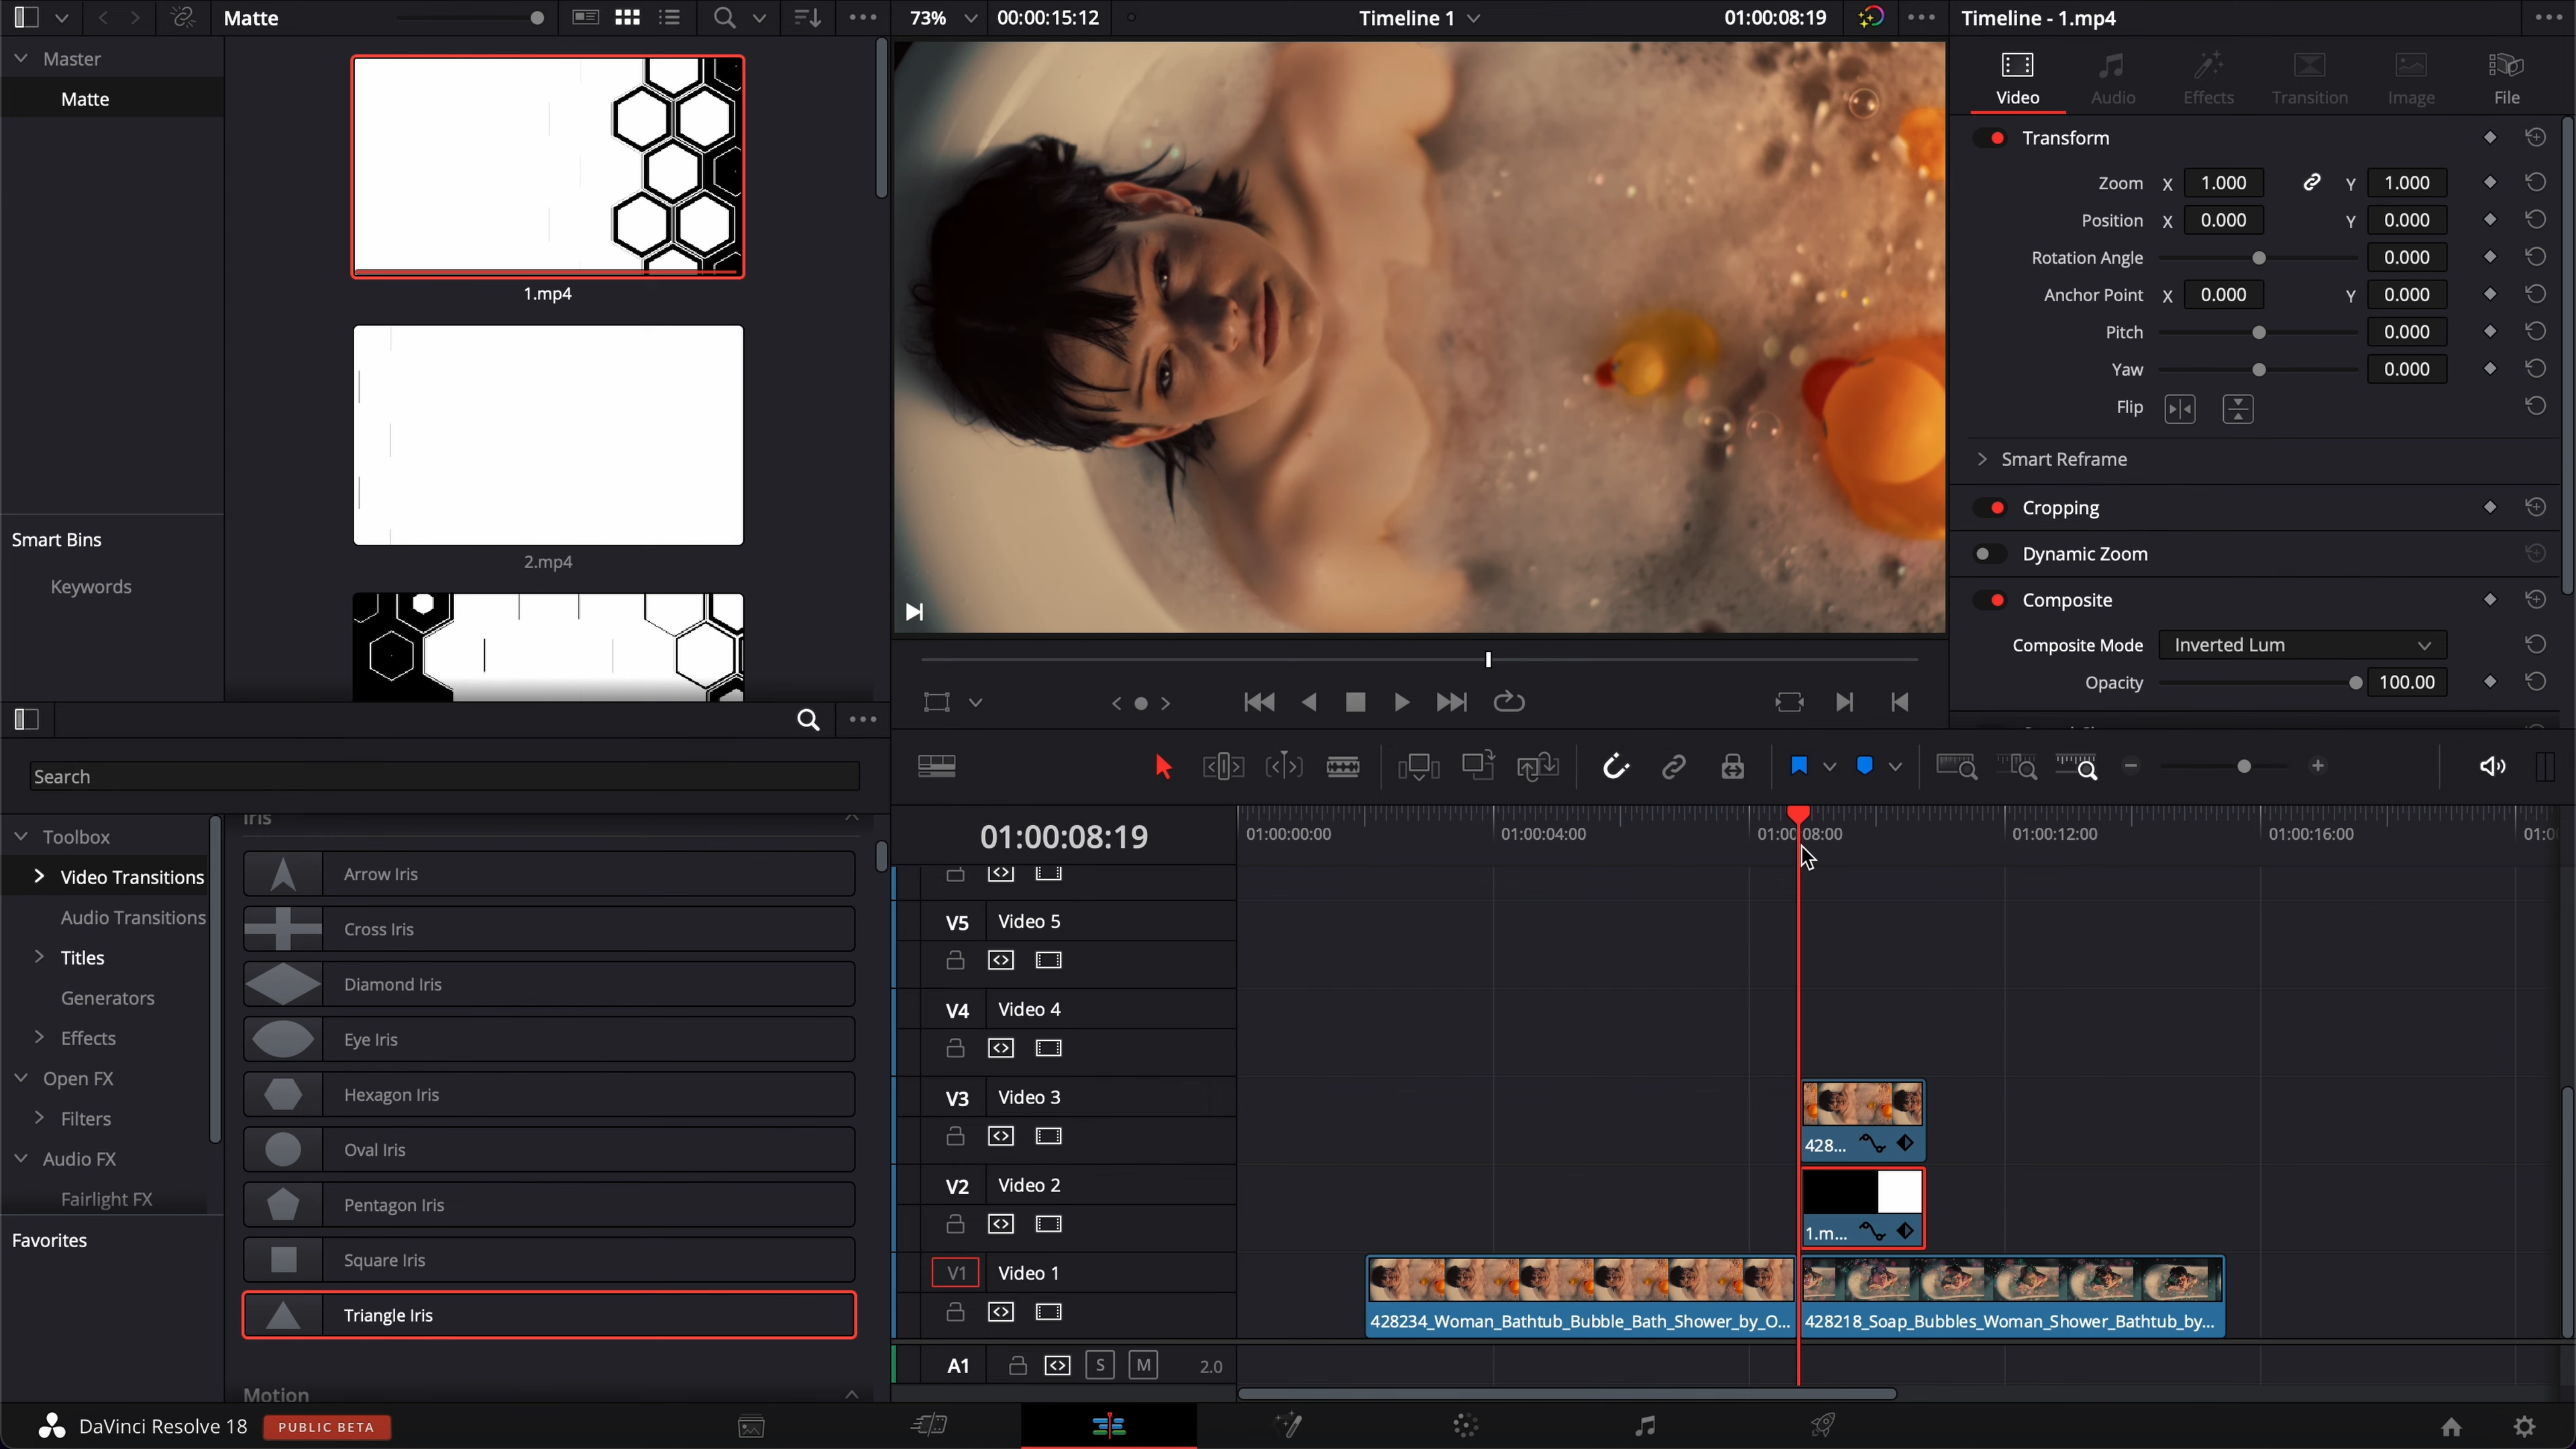 Matte
73%
00:00:15:12
Timeline 1
01:00:08:19
Timeline - 1.mp4
Master
Matte
1.mp4
2.mp4
Smart Bins
Keywords
Video
Audio
Effects
Transition
Image
File
Transform
Zoom X 1.000 Y 1.000
Position X 0.000 Y 0.000
Rotation Angle 0.000
Anchor Point X 0.000 Y 0.000
Pitch 0.000
Yaw 0.000
Flip
Smart Reframe
Cropping
Dynamic Zoom
Composite
Composite Mode Inverted Lum
Opacity 100.00
Search
Toolbox
Video Transitions
Audio Transitions
Titles
Generators
Effects
Open FX
Filters
Audio FX
Fairlight FX
Favorites
Iris
Arrow Iris
Cross Iris
Diamond Iris
Eye Iris
Hexagon Iris
Oval Iris
Pentagon Iris
Square Iris
Triangle Iris
Motion
01:00:08:19
01:00:00:00
01:00:04:00
01:00:08:00
01:00:12:00
01:00:16:00
01:0
V5 Video 5
V4 Video 4
V3 Video 3
428...
V2 Video 2
1.m...
V1 Video 1
428234_Woman_Bathtub_Bubble_Bath_Shower_by_O...
428218_Soap_Bubbles_Woman_Shower_Bathtub_by...
A1 S M 2.0
DaVinci Resolve 18
PUBLIC BETA